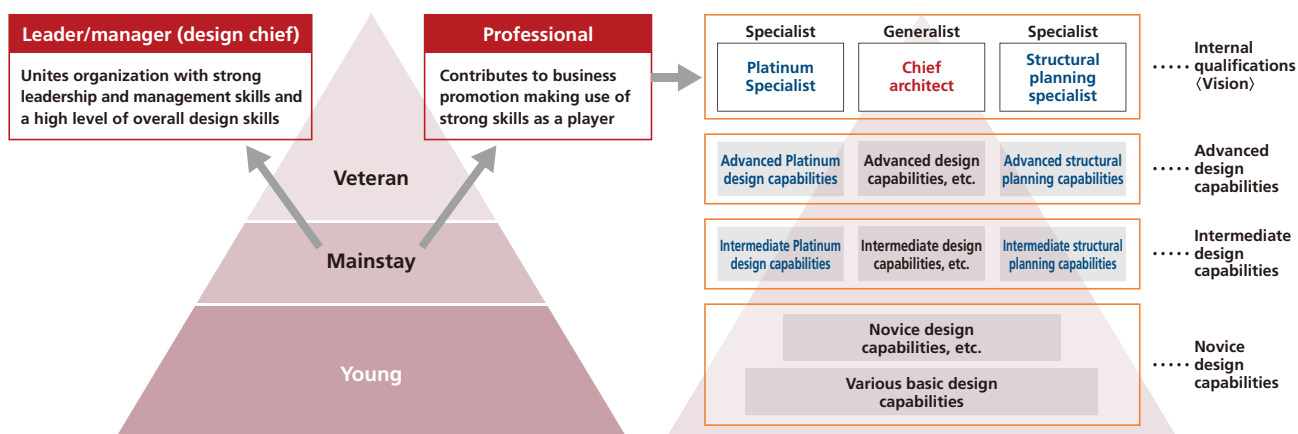 Leader/manager (design chief)
Unites organization with strong
leadership and management skills and
a high level of overall design skills
Professional
Contributes to business
promotion making use of
strong skills as a player
Veteran
Mainstay
Young
Specialist
Generalist
Specialist
Platinum
Specialist
Chief
architect
Structural
planning
specialist
····· Internal
qualifications
〈Vision〉
Advanced Platinum
design capabilities
Advanced design
capabilities, etc.
Advanced structural
planning capabilities
····· Advanced
design
capabilities
Intermediate Platinum
design capabilities
Intermediate design
capabilities, etc.
Intermediate structural
planning capabilities
····· Intermediate
design
capabilities
Novice design
capabilities, etc.
Various basic design
capabilities
····· Novice
design
capabilities